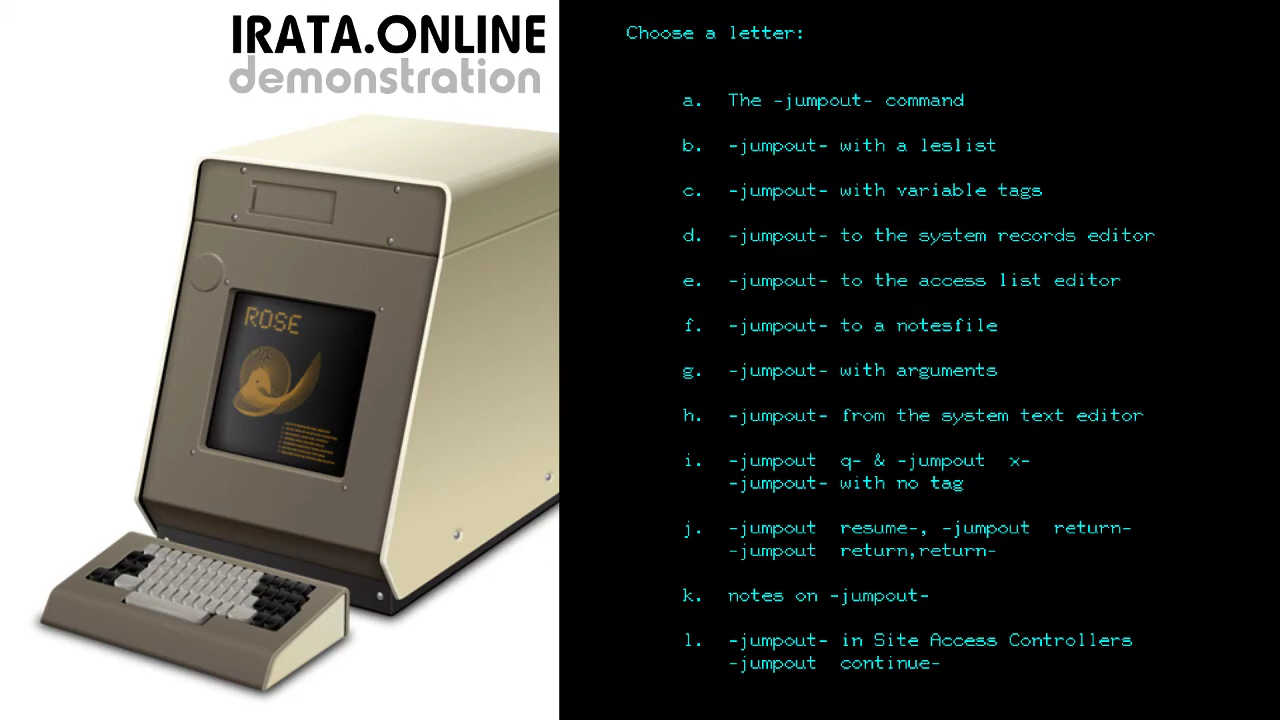 IRATA.ONLINE
demonstration
ROSE
Choose a letter:
a. The -jumpout- command
b. -jumpout- with a leslist
c. -jumpout- with variable tags
d. -jumpout- to the system records editor
e. -jumpout- to the access list editor
f. -jumpout- to a notesfile
g. -jumpout- with arguments
h. -jumpout- from the system text editor
i. -jumpout  q- & -jumpout  x-
-jumpout- with no tag
j. -jumpout  resume-, -jumpout  return-
-jumpout  return,return-
k. notes on -jumpout-
l. -jumpout- in Site Access Controllers
-jumpout  continue-